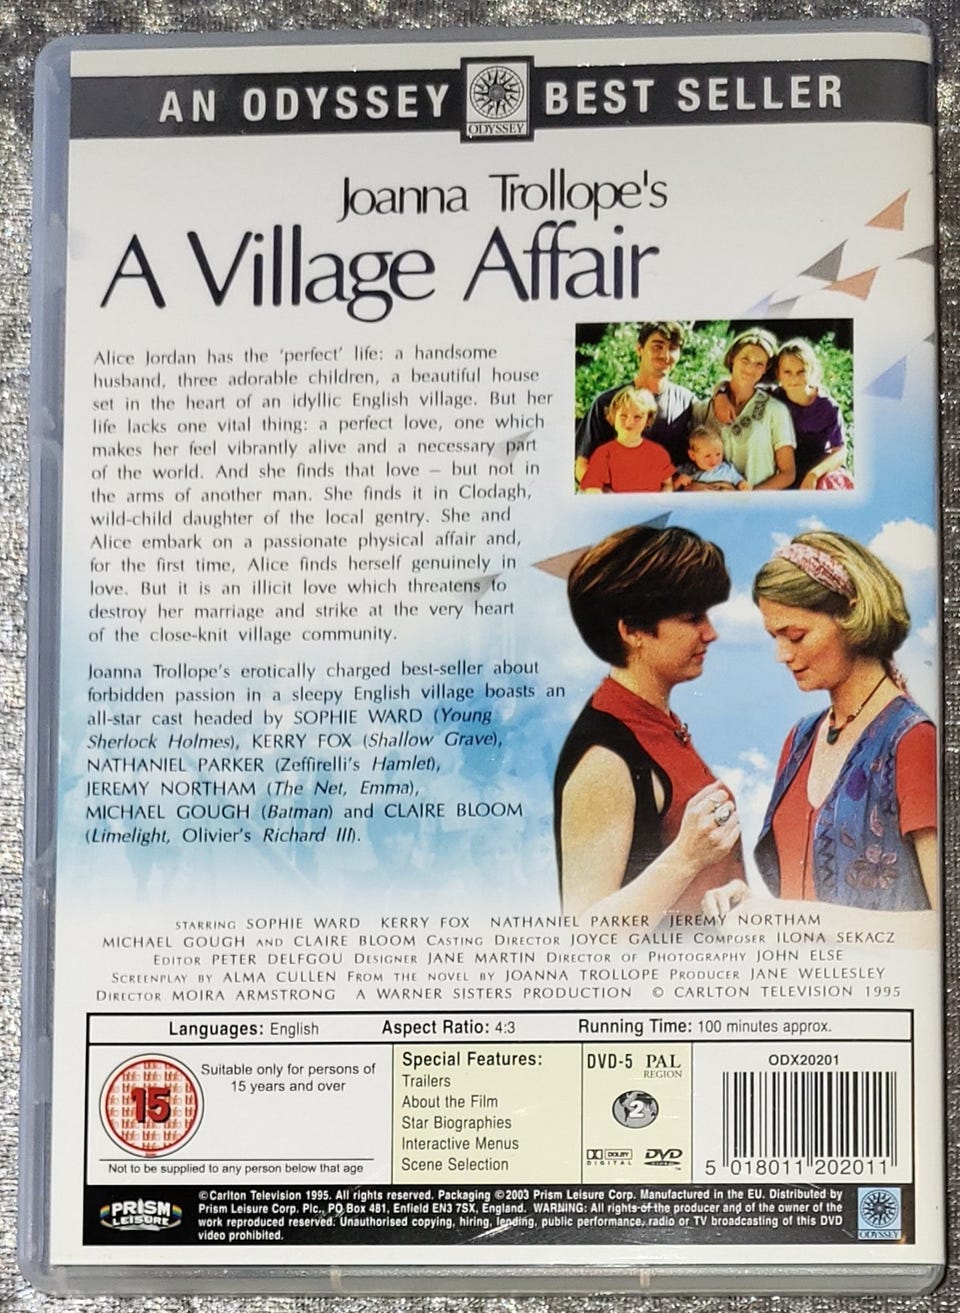 AN ODYSSEY BEST SELLER
ODYSSEY
Joanna Trollope's
A Village Affair
Alice Jordan has the 'perfect' life: a handsome
husband, three adorable children, a beautiful house
set in the heart of an idyllic English village. But her
life lacks one vital thing: a perfect love, one which
makes her feel vibrantly alive and a necessary part
of the world. And she finds that love – but not in
the arms of another man. She finds it in Clodagh,
wild-child daughter of the local gentry. She and
Alice embark on a passionate physical affair and,
for the first time, Alice finds herself genuinely in
love. But it is an illicit love which threatens to
destroy her marriage and strike at the very heart
of the close-knit village community.
Joanna Trollope's erotically charged best-seller about
forbidden passion in a sleepy English village boasts an
all-star cast headed by SOPHIE WARD (Young
Sherlock Holmes), KERRY FOX (Shallow Grave),
NATHANIEL PARKER (Zeffirelli's Hamlet),
JEREMY NORTHAM (The Net, Emma),
MICHAEL GOUGH (Batman) and CLAIRE BLOOM
(Limelight, Olivier's Richard III).
STARRING SOPHIE WARD KERRY FOX NATHANIEL PARKER JEREMY NORTHAM
MICHAEL GOUGH AND CLAIRE BLOOM CASTING DIRECTOR JOYCE GALLIE COMPOSER ILONA SEKACZ
EDITOR PETER DELFGOU DESIGNER JANE MARTIN DIRECTOR OF PHOTOGRAPHY JOHN ELSE
SCREENPLAY BY ALMA CULLEN FROM THE NOVEL BY JOANNA TROLLOPE PRODUCER JANE WELLESLEY
DIRECTOR MOIRA ARMSTRONG A WARNER SISTERS PRODUCTION © CARLTON TELEVISION 1995
Languages: English Aspect Ratio: 4:3 Running Time: 100 minutes approx.
15
Suitable only for persons of
15 years and over
Not to be supplied to any person below that age
Special Features:
Trailers
About the Film
Star Biographies
Interactive Menus
Scene Selection
DVD-5 PAL
REGION
2
DOLBY
DIGITAL
DVD
VIDEO
ODX20201
5 018011 202011
PRISM
LEISURE
©Carlton Television 1995. All rights reserved. Packaging ©2003 Prism Leisure Corp. Manufactured in the EU. Distributed by
Prism Leisure Corp. Plc., PO Box 481, Enfield EN3 7SX, England. WARNING: All rights of the producer and of the owner of the
work reproduced reserved. Unauthorised copying, hiring, lending, public performance, radio or TV broadcasting of this DVD
video prohibited.
ODYSSEY